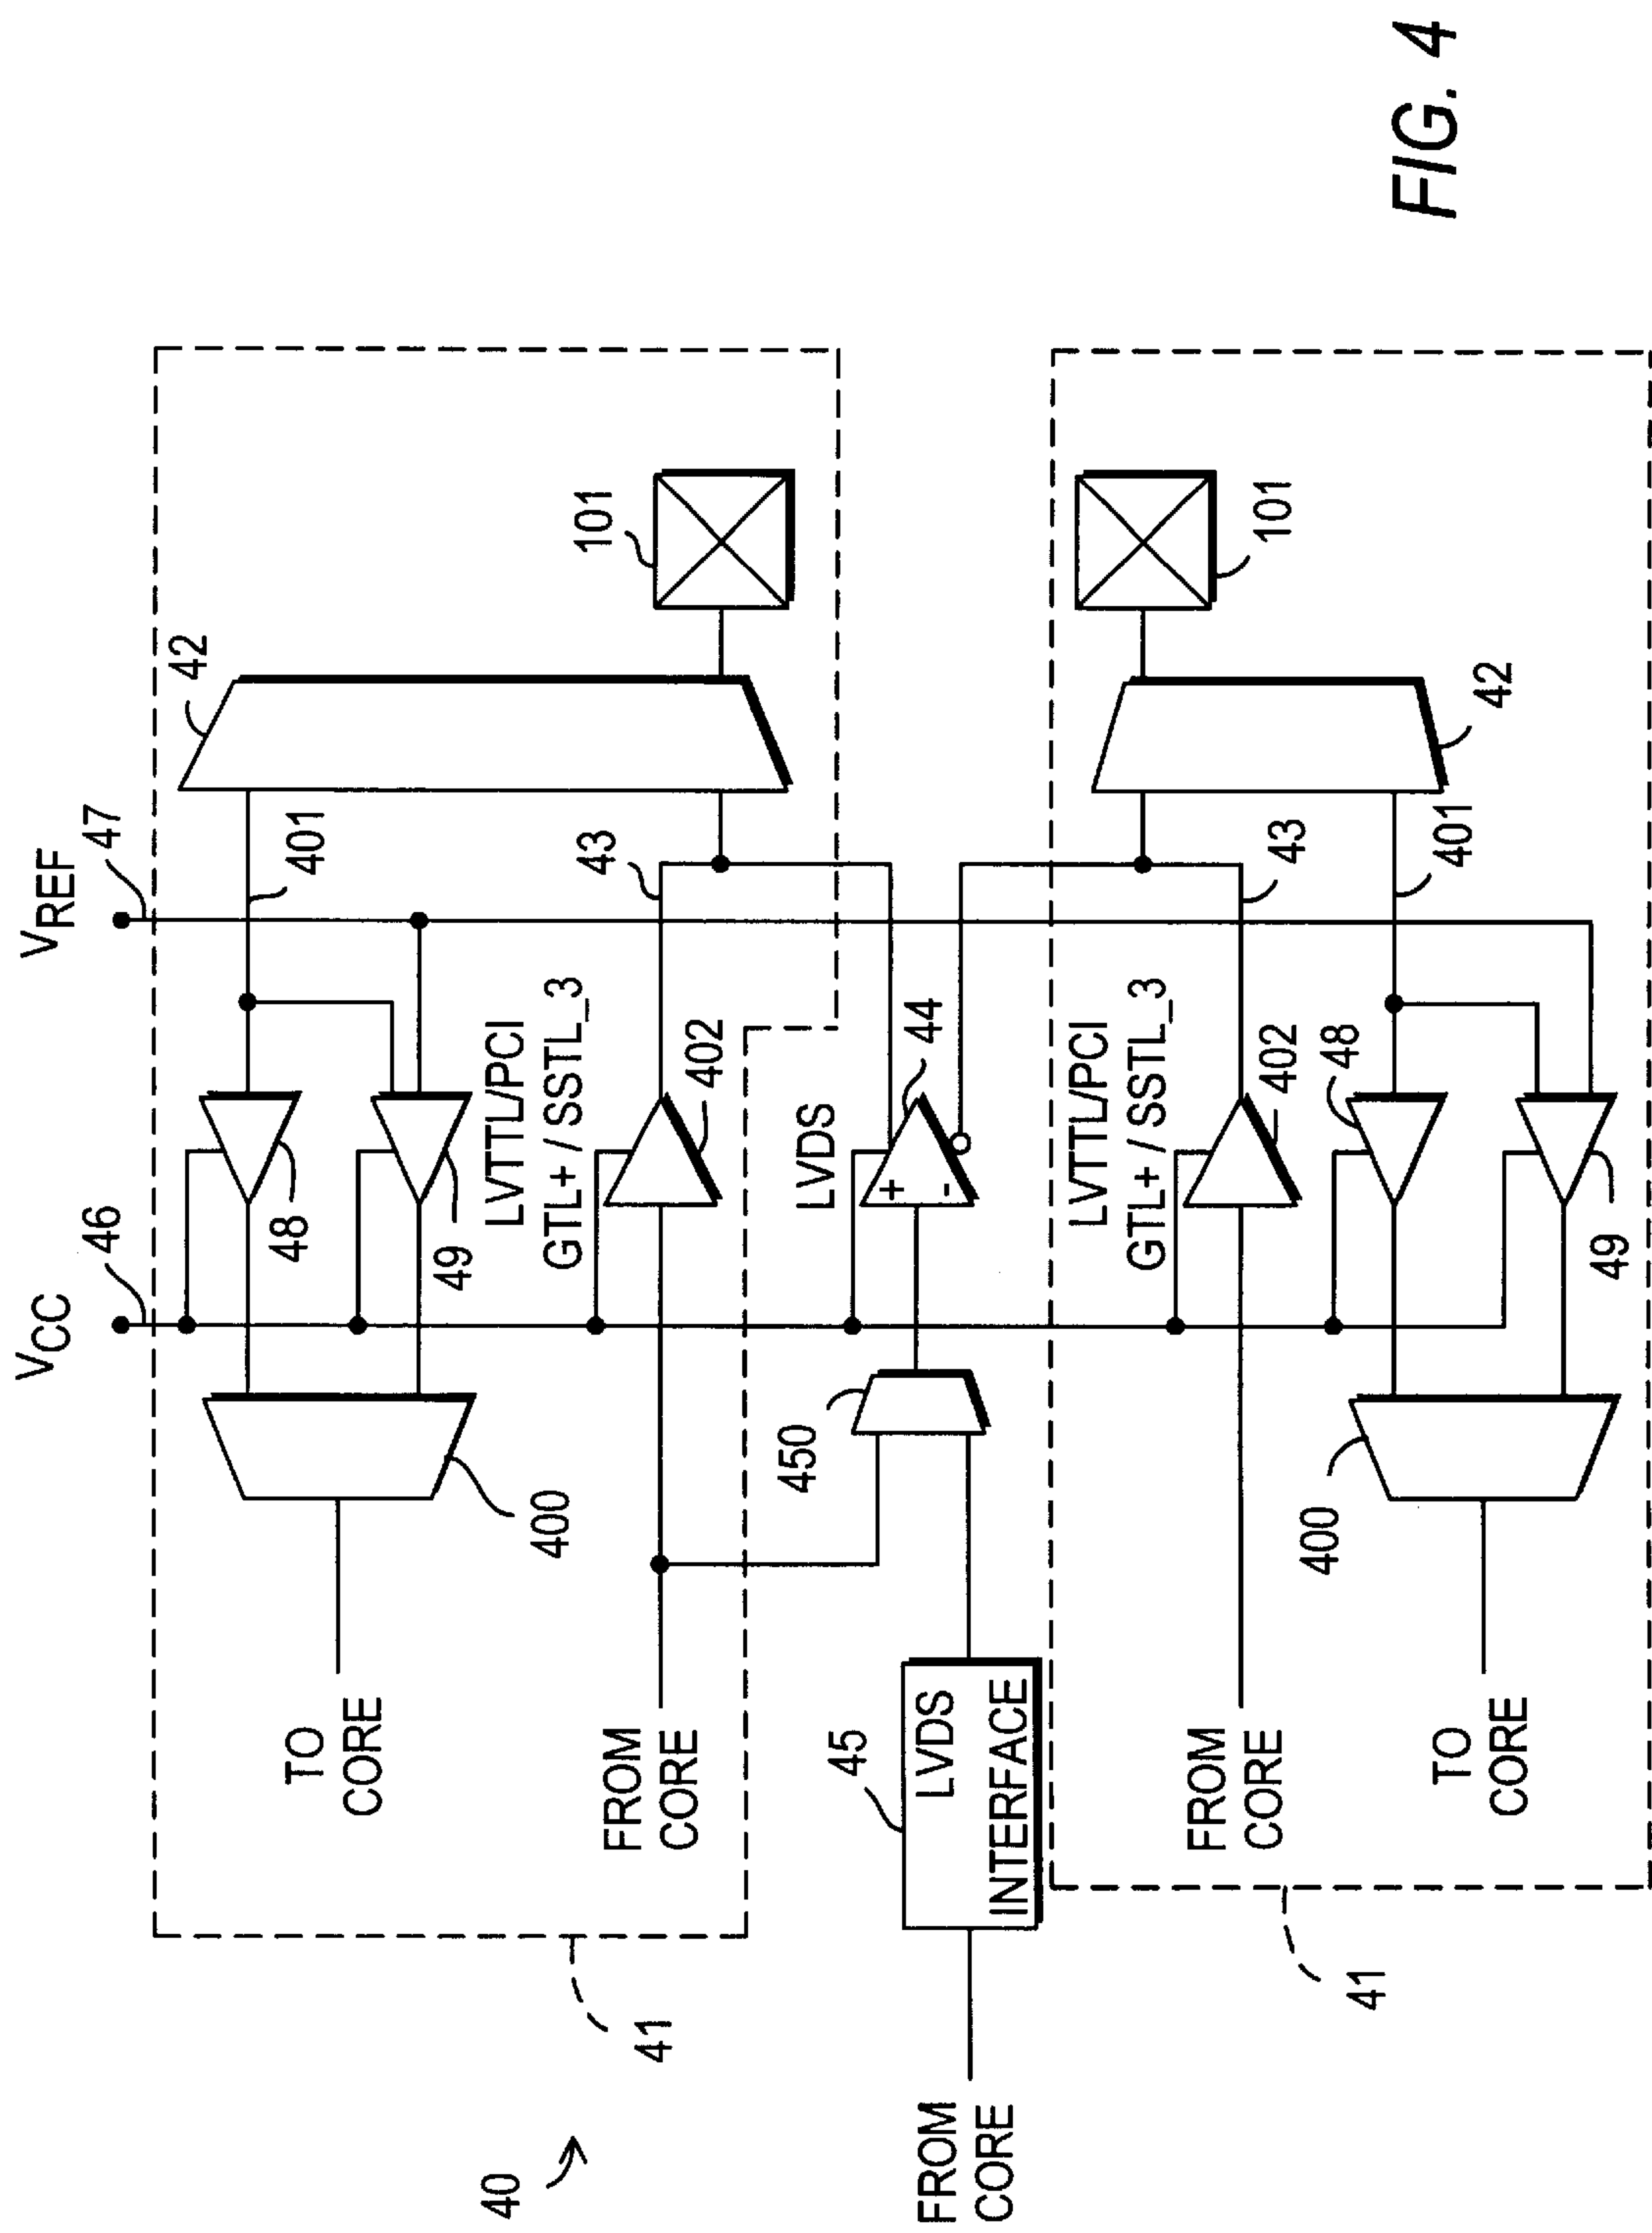 FIG. 4
40
41
VCC
46
VREF
47
42
401
48
49
400
TO
CORE
LVTTL/PCI
GTL+ / SSTL_3
43
101
402
FROM
CORE
LVDS
44
+
-
450
45
LVDS
INTERFACE
FROM
CORE
LVTTL/PCI
GTL+ / SSTL_3
43
101
402
FROM
CORE
42
401
48
49
400
TO
CORE
41